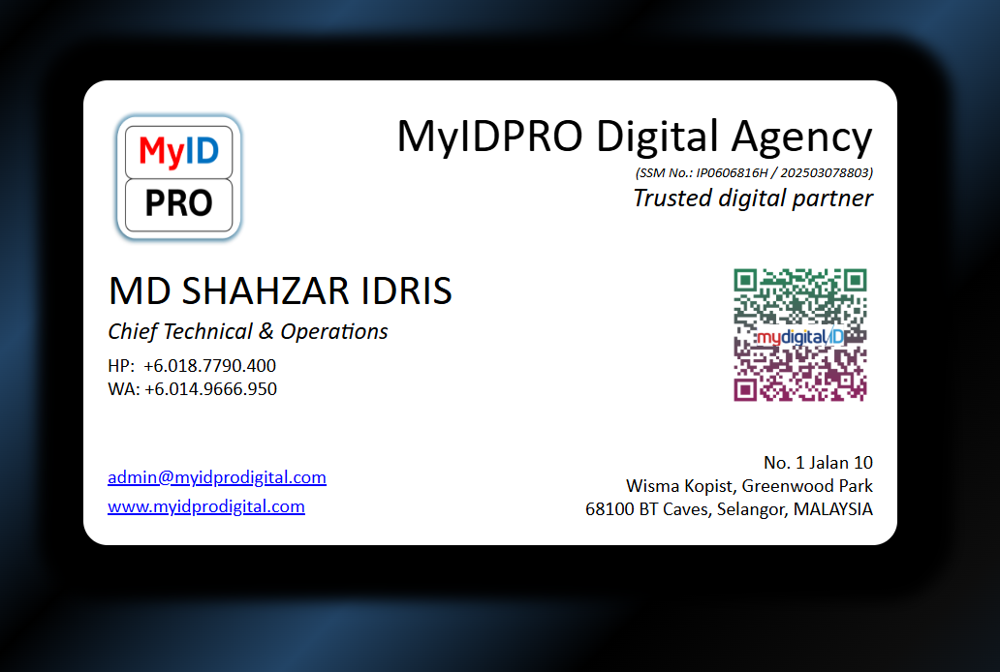 MyID
PRO
MyIDPRO Digital Agency
(SSM No.: IP0606816H / 202503078803)
Trusted digital partner
MD SHAHZAR IDRIS
Chief Technical & Operations
HP: +6.018.7790.400
WA: +6.014.9666.950
mydigitalID
admin@myidprodigital.com
www.myidprodigital.com
No. 1 Jalan 10
Wisma Kopist, Greenwood Park
68100 BT Caves, Selangor, MALAYSIA